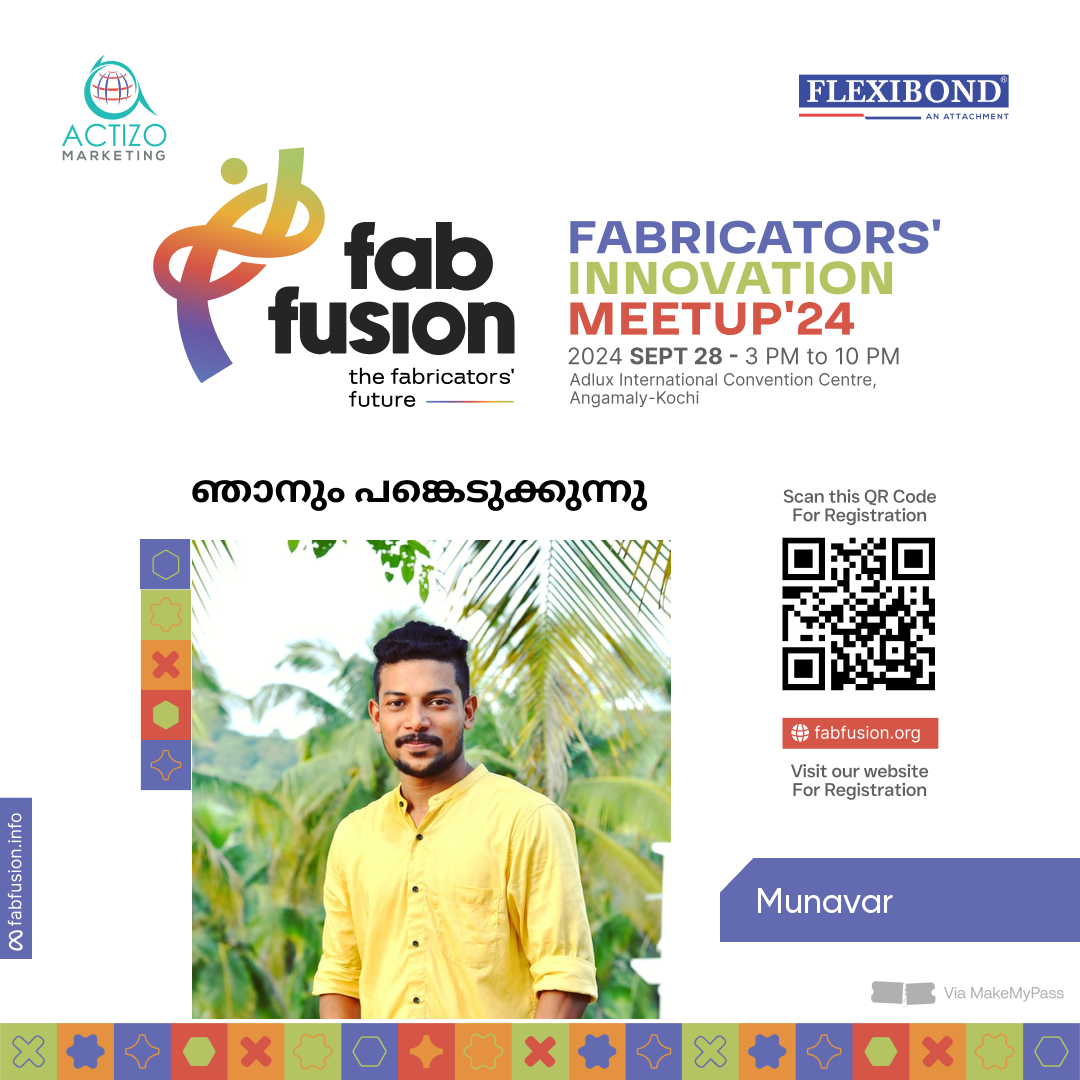 ACTIZO
MARKETING
FLEXIBOND®
AN ATTACHMENT
fab
fusion
the fabricators'
future
FABRICATORS'
INNOVATION
MEETUP'24
2024 SEPT 28 - 3 PM to 10 PM
Adlux International Convention Centre,
Angamaly-Kochi
ഞാനും പങ്കെടുക്കുന്നു
Scan this QR Code
For Registration
fabfusion.org
Visit our website
For Registration
fabfusion.info
Munavar
Via MakeMyPass